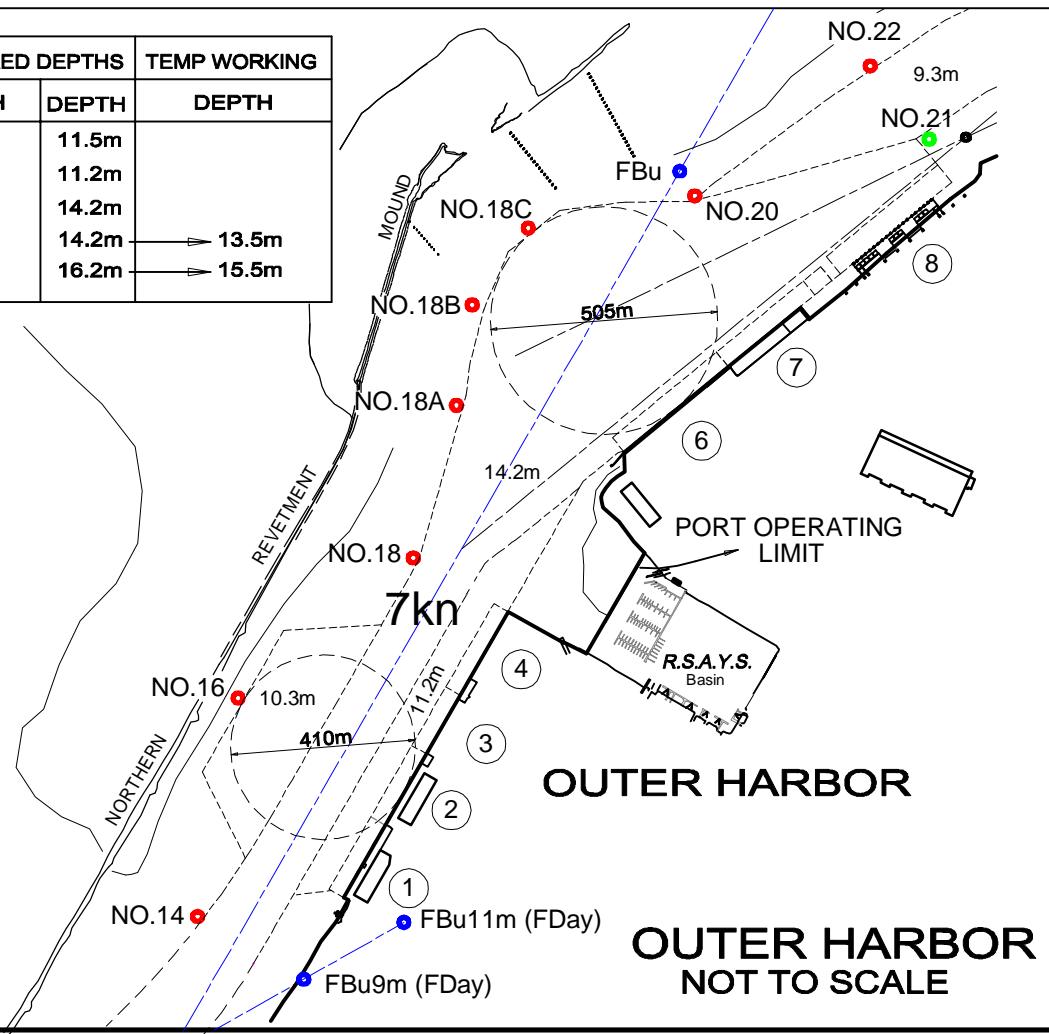 DEPTHS TEMP WORKING
DEPTH DEPTH
11.5m
11.2m
14.2m
14.2m 13.5m
16.2m 15.5m
NO.22
9.3m
NO.21
FBu
NO.20
NO.18C
MOUND
8
NO.18B
505m
7
NO.18A
6
14.2m
REVETMENT
PORT OPERATING
LIMIT
NO.18
7kn
R.S.A.Y.S.
Basin
4
11.2m
NO.16
10.3m
410m
3
NORTHERN
OUTER HARBOR
2
1
NO.14
FBu11m (FDay)
OUTER HARBOR
NOT TO SCALE
FBu9m (FDay)